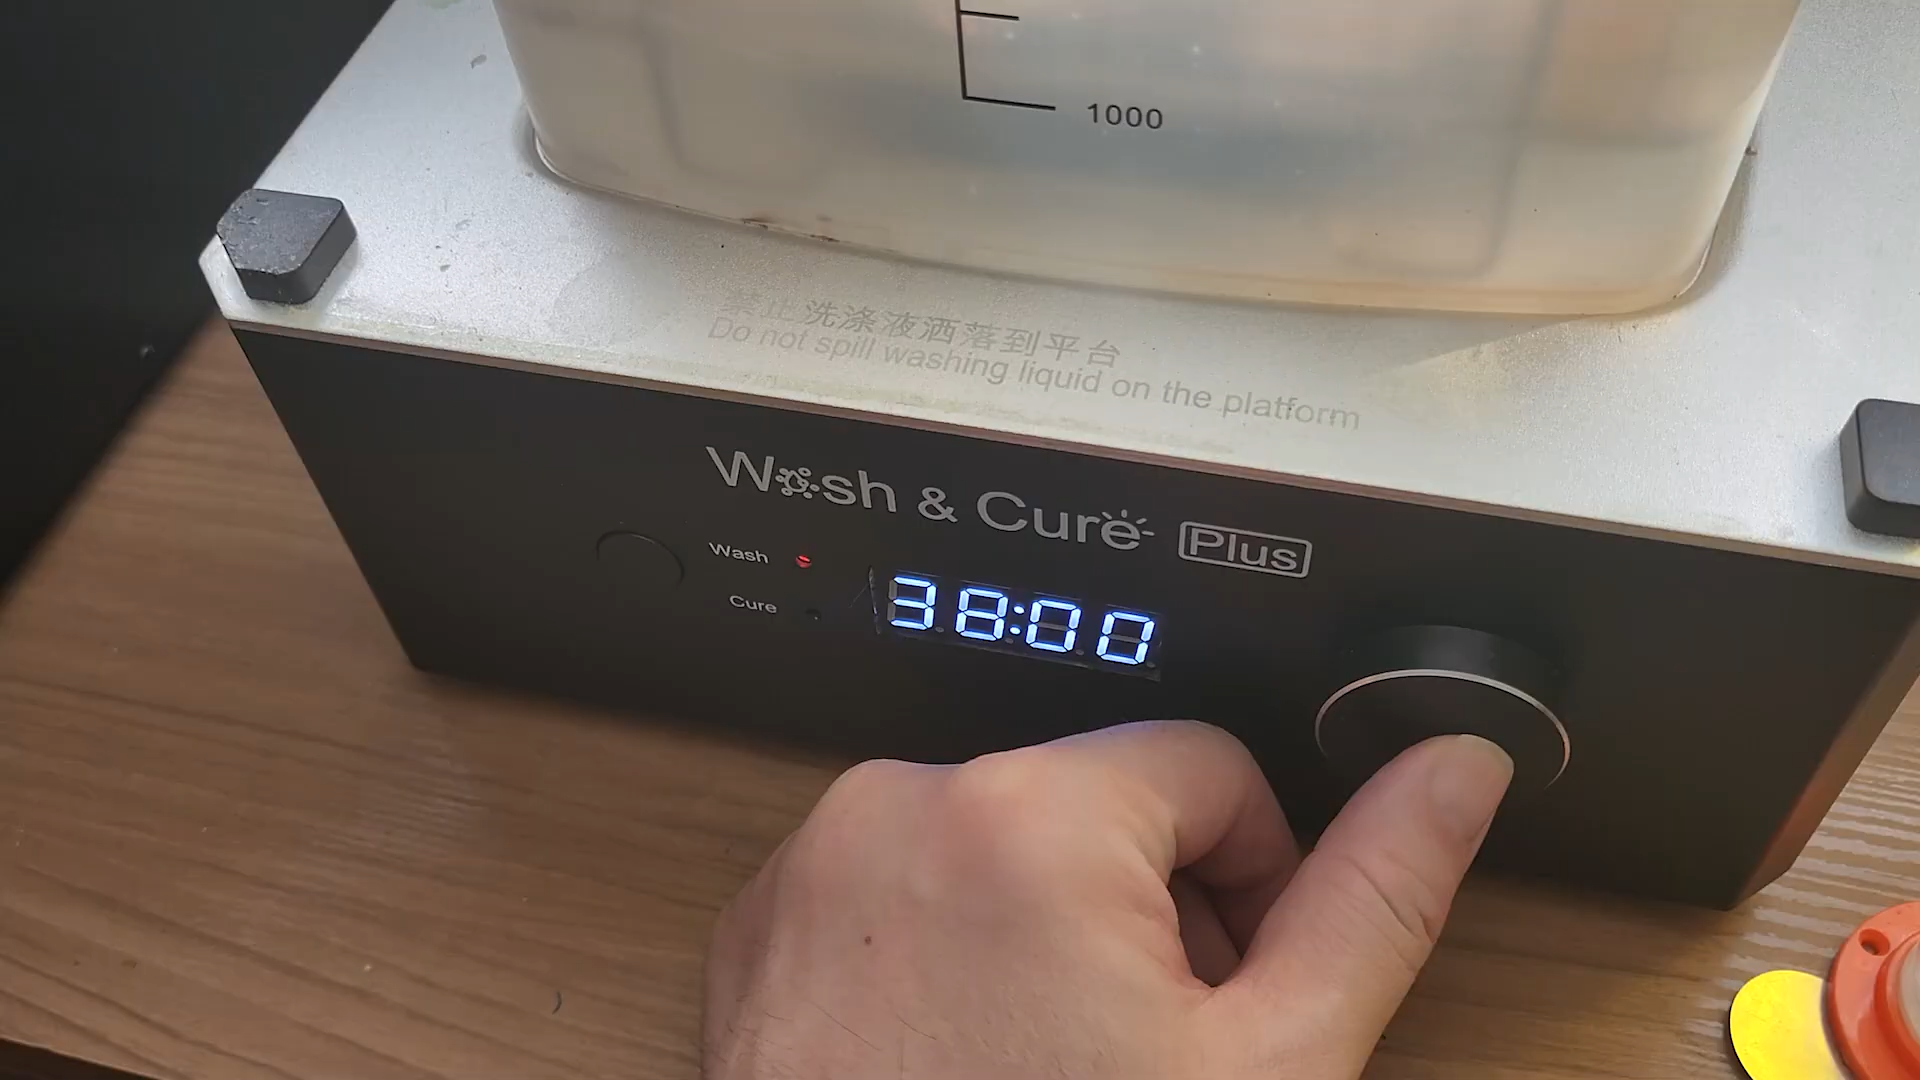 1000
禁止洗涤液洒落到平台
Do not spill washing liquid on the platform
Wash & Cure Plus
Wash
Cure
38:00